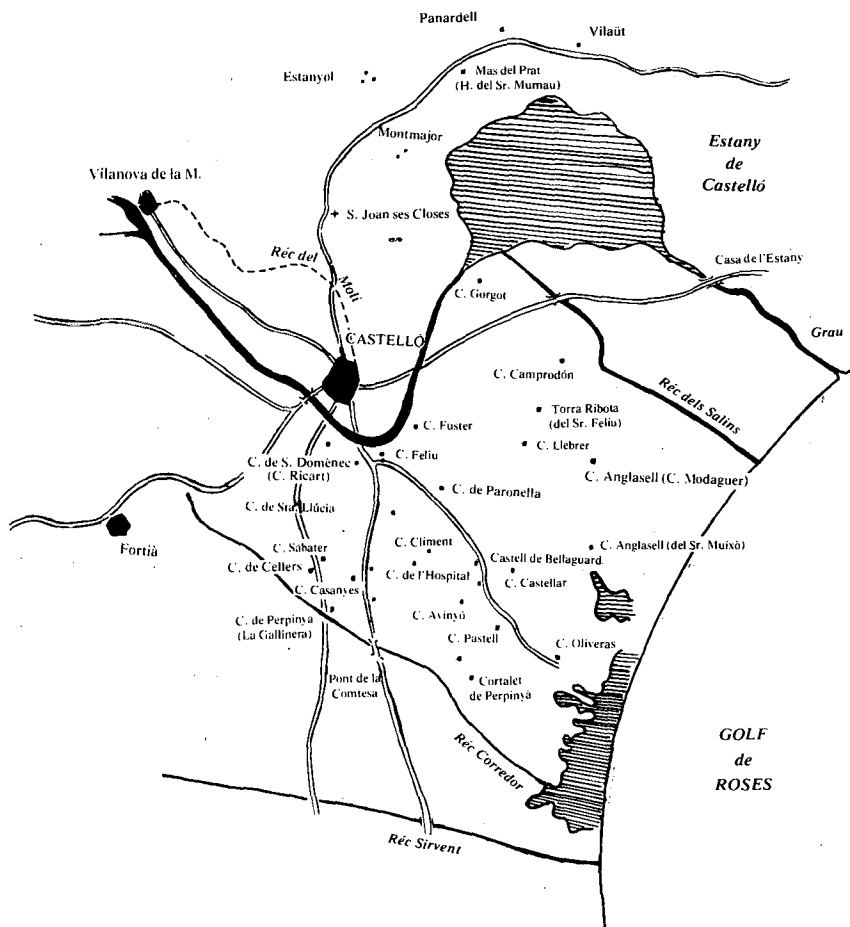 Panardell
Vilaüt
Estanyol
Mas del Prat
(H. del Sr. Mumau)
Montmajor
Estany
de
Castelló
Vilanova de la M.
S. Joan ses Closes
Réc del
Molí
Casa de l'Estany
C. Gorgot
Grau
CASTELLÓ
C. Camprodón
Réc dels Salins
Torra Ribota
(del Sr. Feliu)
C. Fuster
C. Llebrer
C. de S. Domènec
(C. Ricart)
C. Feliu
C. Anglasell (C. Modaguer)
C. de Paronella
C. de Sta. Llúcia
Fortià
C. Climent
C. Anglasell (del Sr. Muixò)
C. Sabater
Castell de Bellaguard
C. de Cellers
C. de l'Hospital
C. Castellar
C. Casanyes
C. de Perpinya
(La Gallinera)
C. Avinyó
C. Pastell
C. Oliveras
Pont de la
Comtesa
Cortalet
de Perpinyà
Réc Corredor
GOLF
de
ROSES
Réc Sirvent